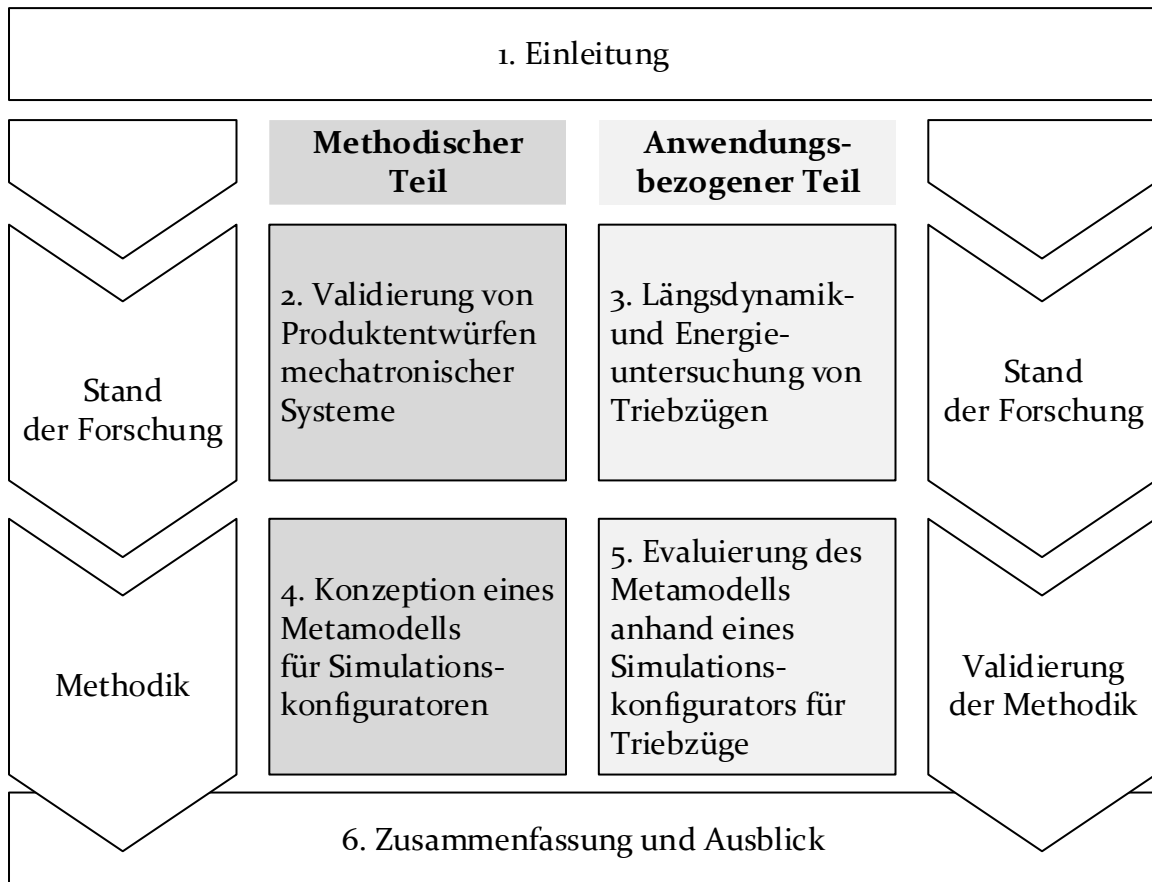 1. Einleitung
Methodischer
Teil
Anwendungs-
bezogener Teil
Stand
der Forschung
2. Validierung von
Produktentwürfen
mechatronischer
Systeme
3. Längsdynamik-
und Energie-
untersuchung von
Triebzügen
Stand
der Forschung
Methodik
4. Konzeption eines
Metamodells
für Simulations-
konfiguratoren
5. Evaluierung des
Metamodells
anhand eines
Simulations-
konfigurators für
Triebzüge
Validierung
der Methodik
6. Zusammenfassung und Ausblick